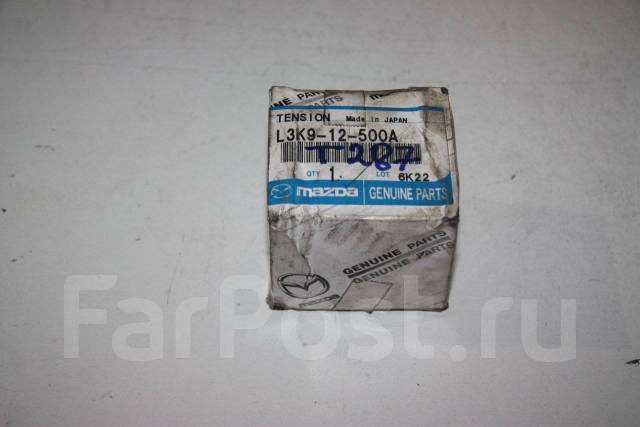 GENUINE PARTS
TENSION Made in JAPAN
L3K9-12-500A
T287
QTY 1 LOT 6K22
mazda GENUINE PARTS
GENUINE PARTS
GENUINE PARTS
FarPost.ru